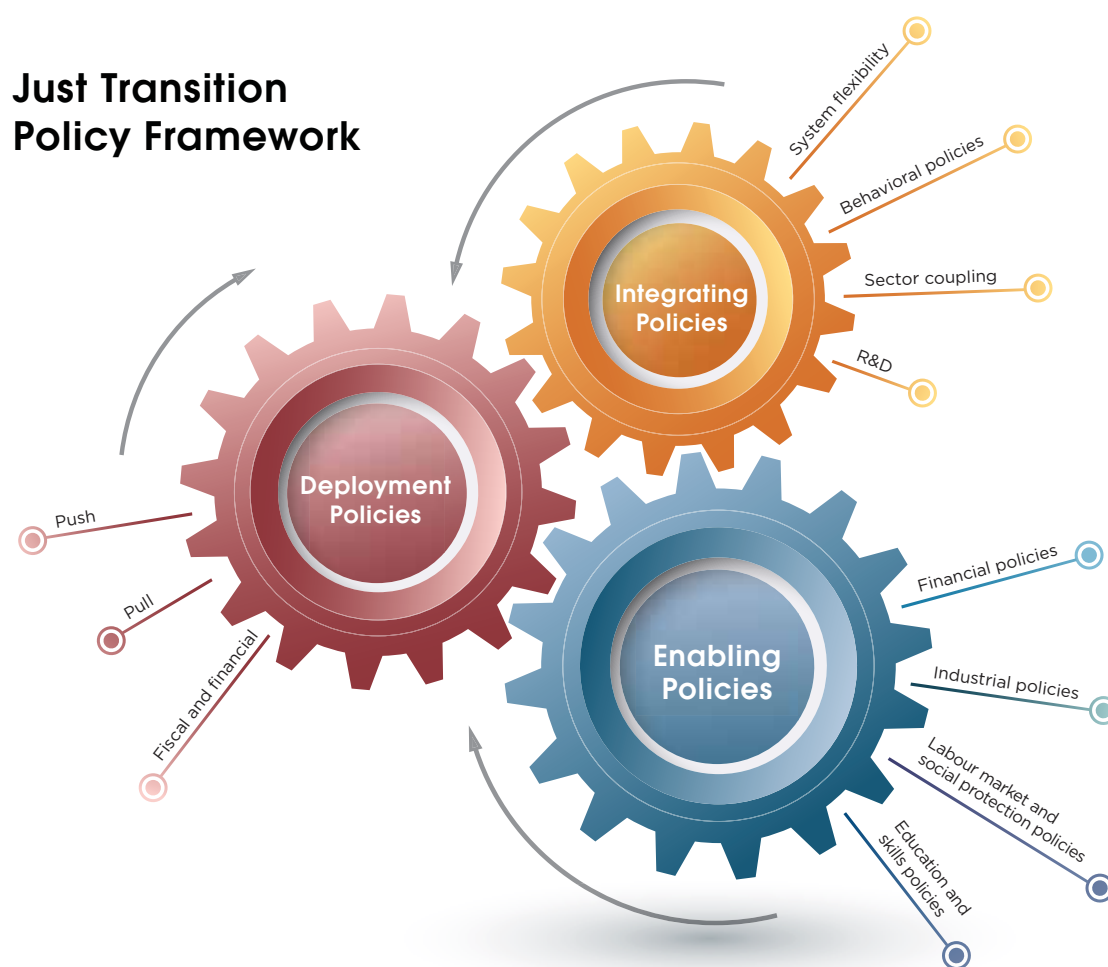 Just Transition
Policy Framework
System flexibility
Behavioral policies
Sector coupling
R&D
Integrating
Policies
Deployment
Policies
Push
Pull
Fiscal and financial
Enabling
Policies
Financial policies
Industrial policies
Labour market and
social protection policies
Education and
skills policies